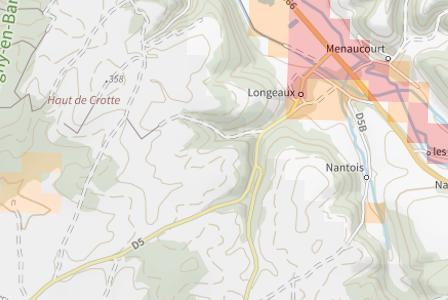 Menaucourt
358
Haut de Crotte
Longeaux
D5B
Nantois
D5